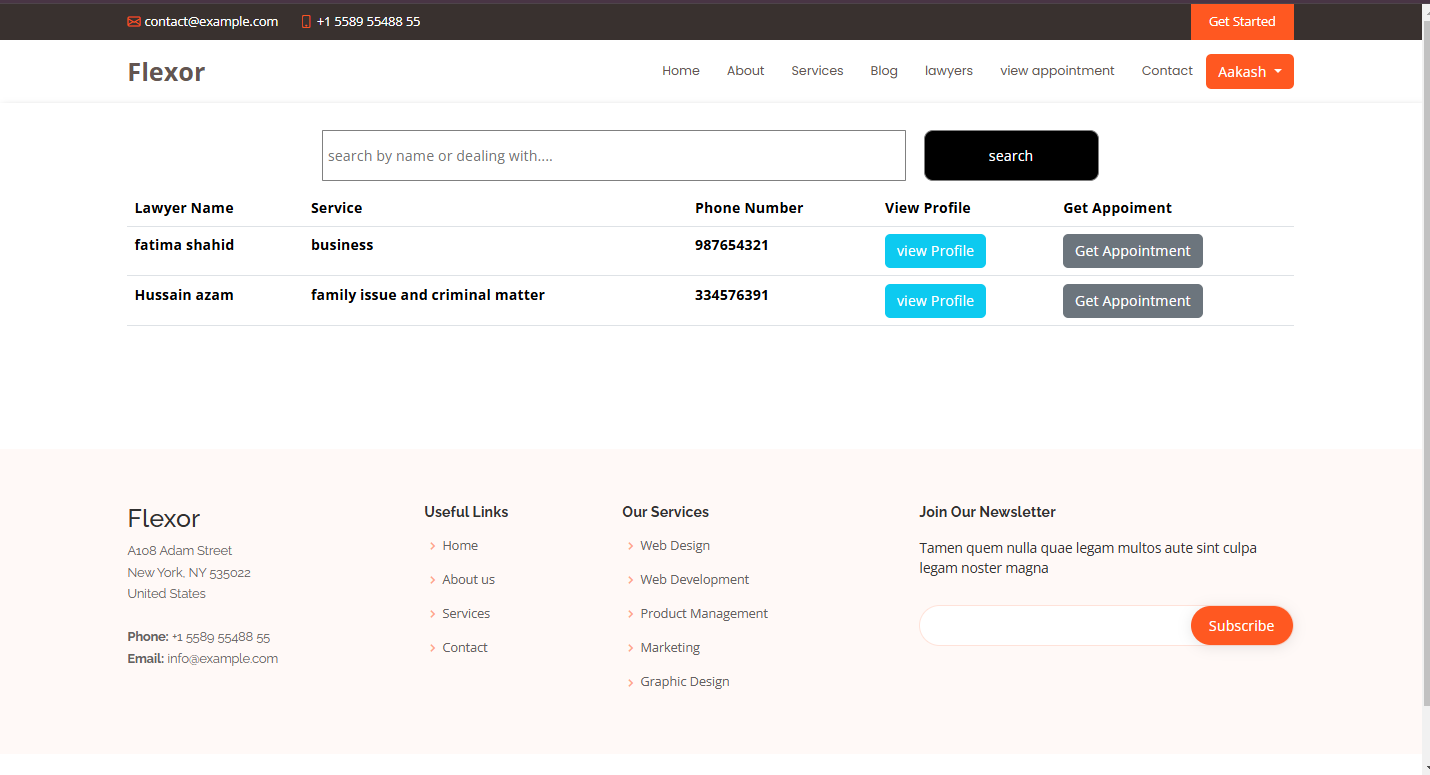 contact@example.com +1 5589 55488 55 Get Started
Flexor Home About Services Blog lawyers view appointment Contact Aakash
search by name or dealing with.... search
Lawyer Name Service Phone Number View Profile Get Appoiment
fatima shahid business 987654321 view Profile Get Appointment
Hussain azam family issue and criminal matter 334576391 view Profile Get Appointment
Flexor
A108 Adam Street
New York, NY 535022
United States
Phone: +1 5589 55488 55
Email: info@example.com
Useful Links
Home
About us
Services
Contact
Our Services
Web Design
Web Development
Product Management
Marketing
Graphic Design
Join Our Newsletter
Tamen quem nulla quae legam multos aute sint culpa
legam noster magna
Subscribe